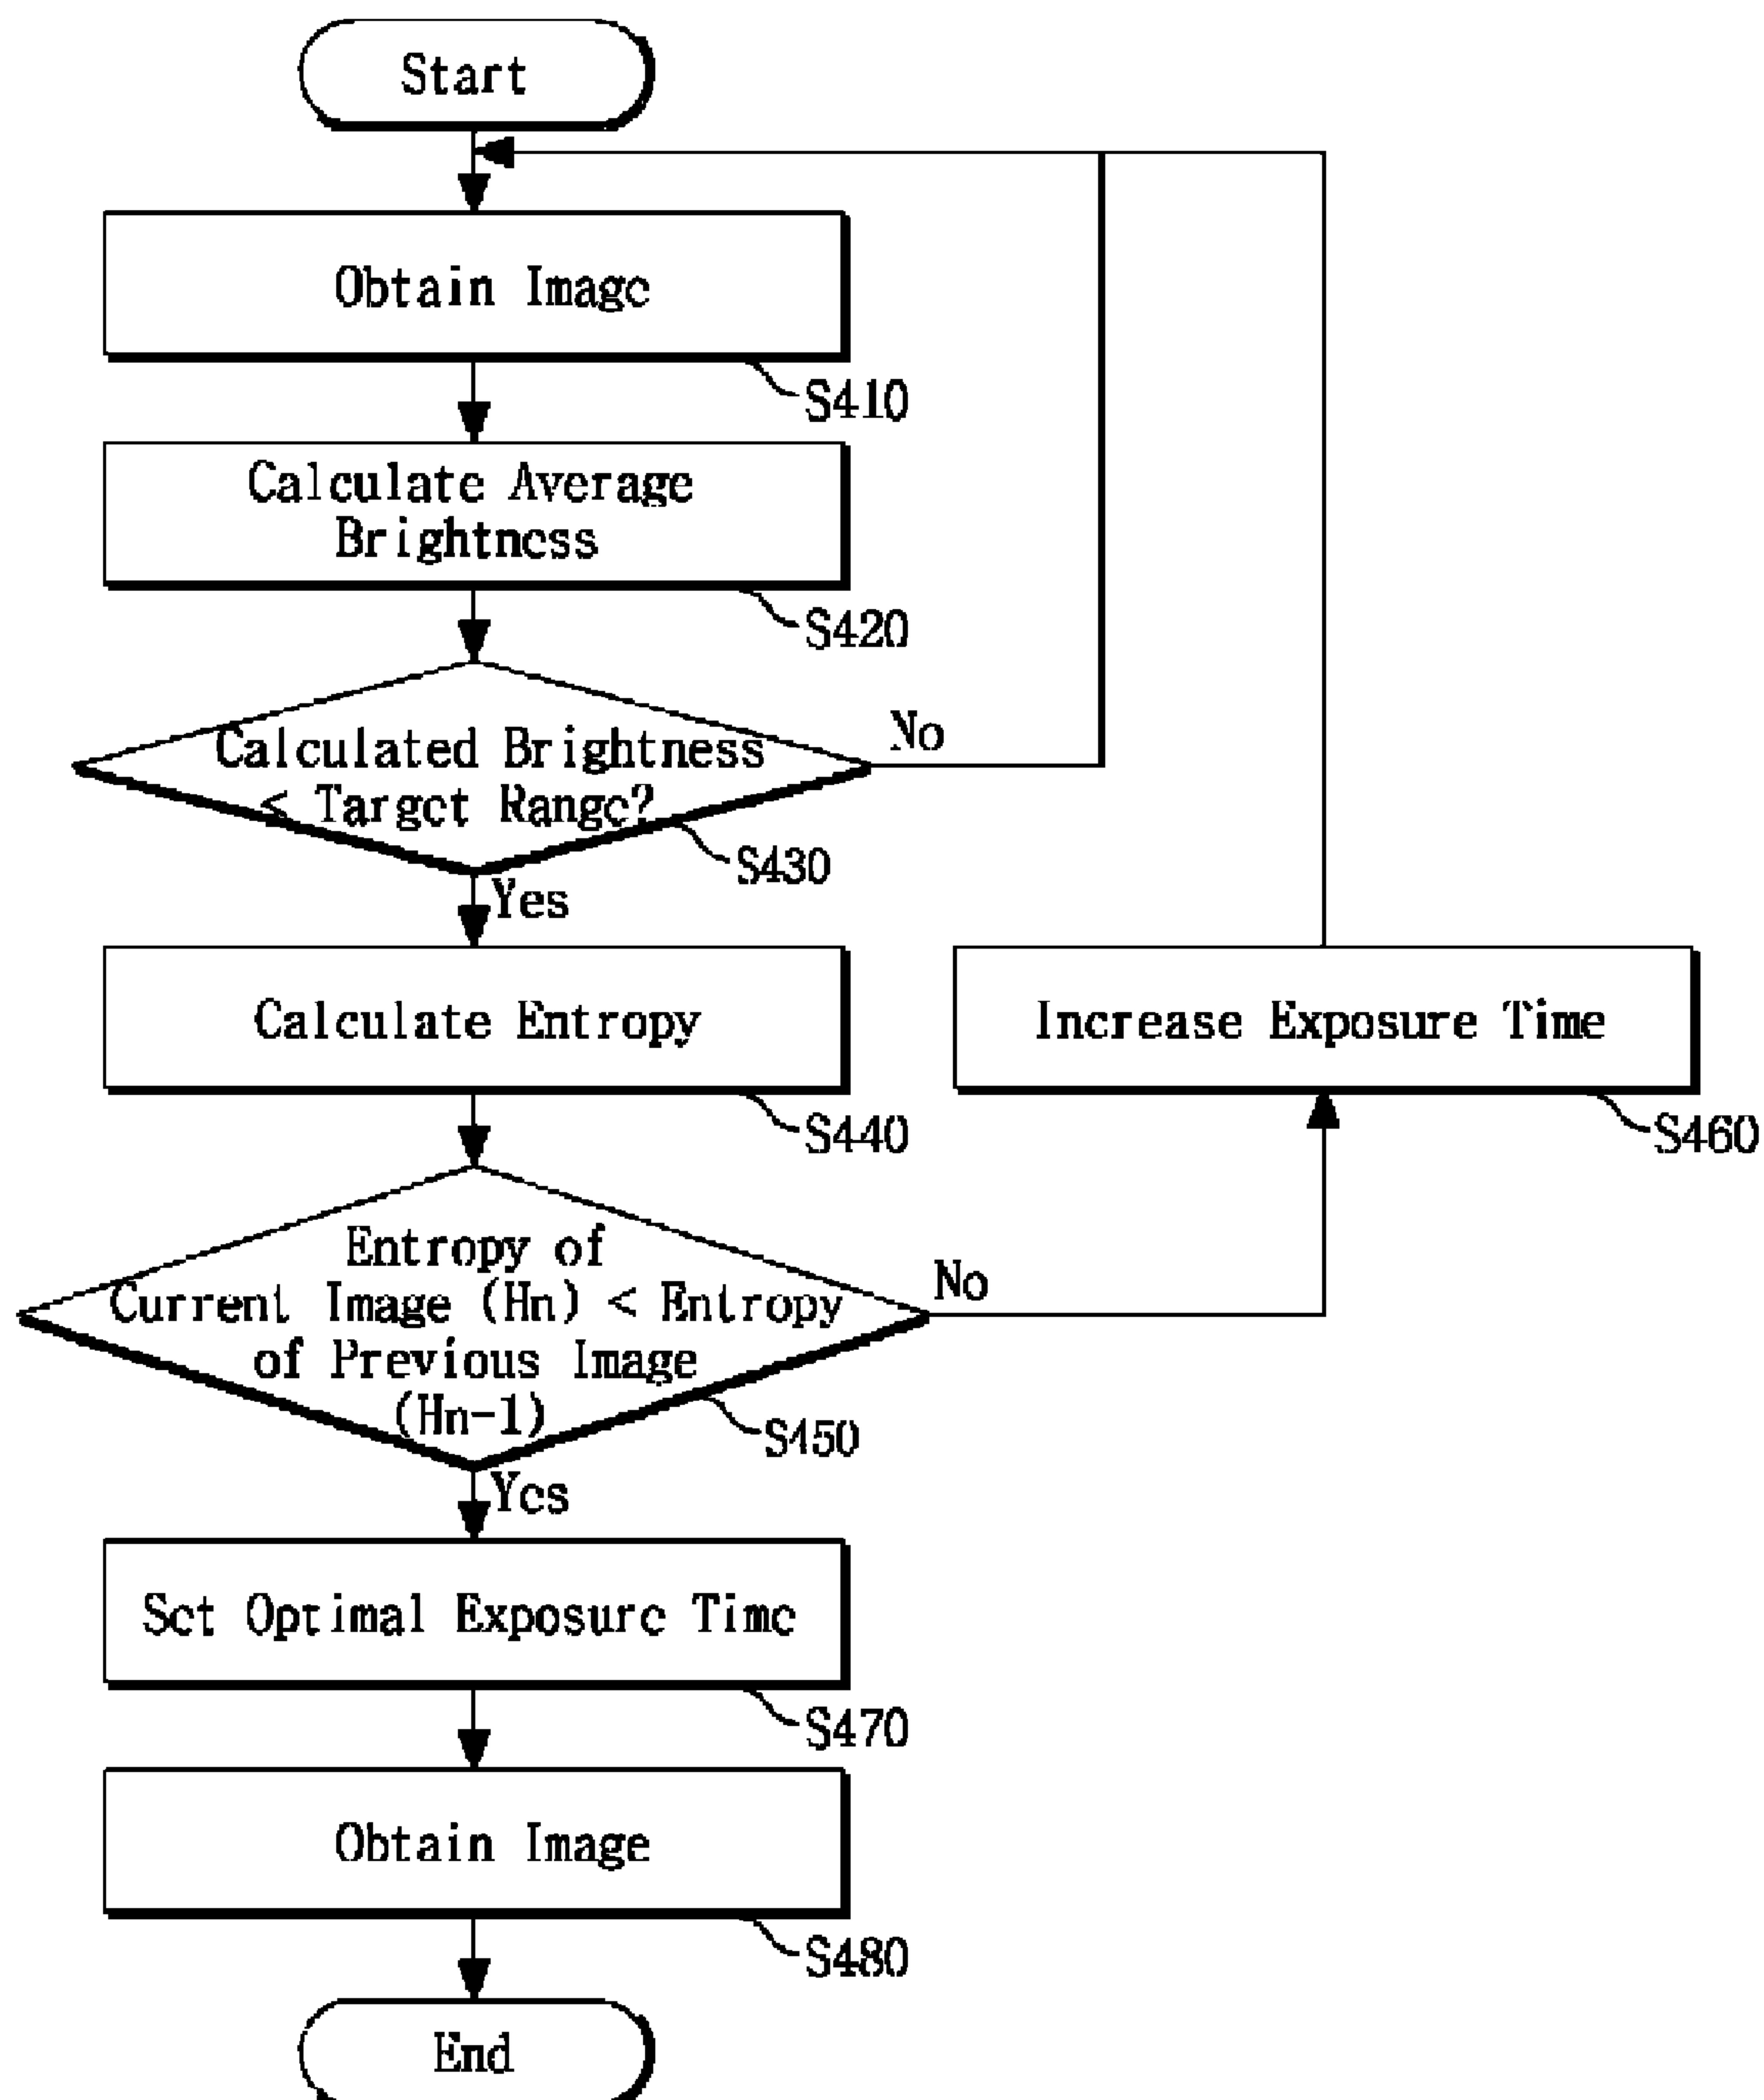 Start
Obtain Image
S410
Calculate Average
Brightness
S420
Calculated Brightness
< Target Range?
No
S430
Yes
Calculate Entropy
S440
Increase Exposure Time
S460
Entropy of
Current Image (Hn) < Entropy
of Previous Image
(Hn-1)
No
S450
Yes
Set Optimal Exposure Time
S470
Obtain Image
S480
End